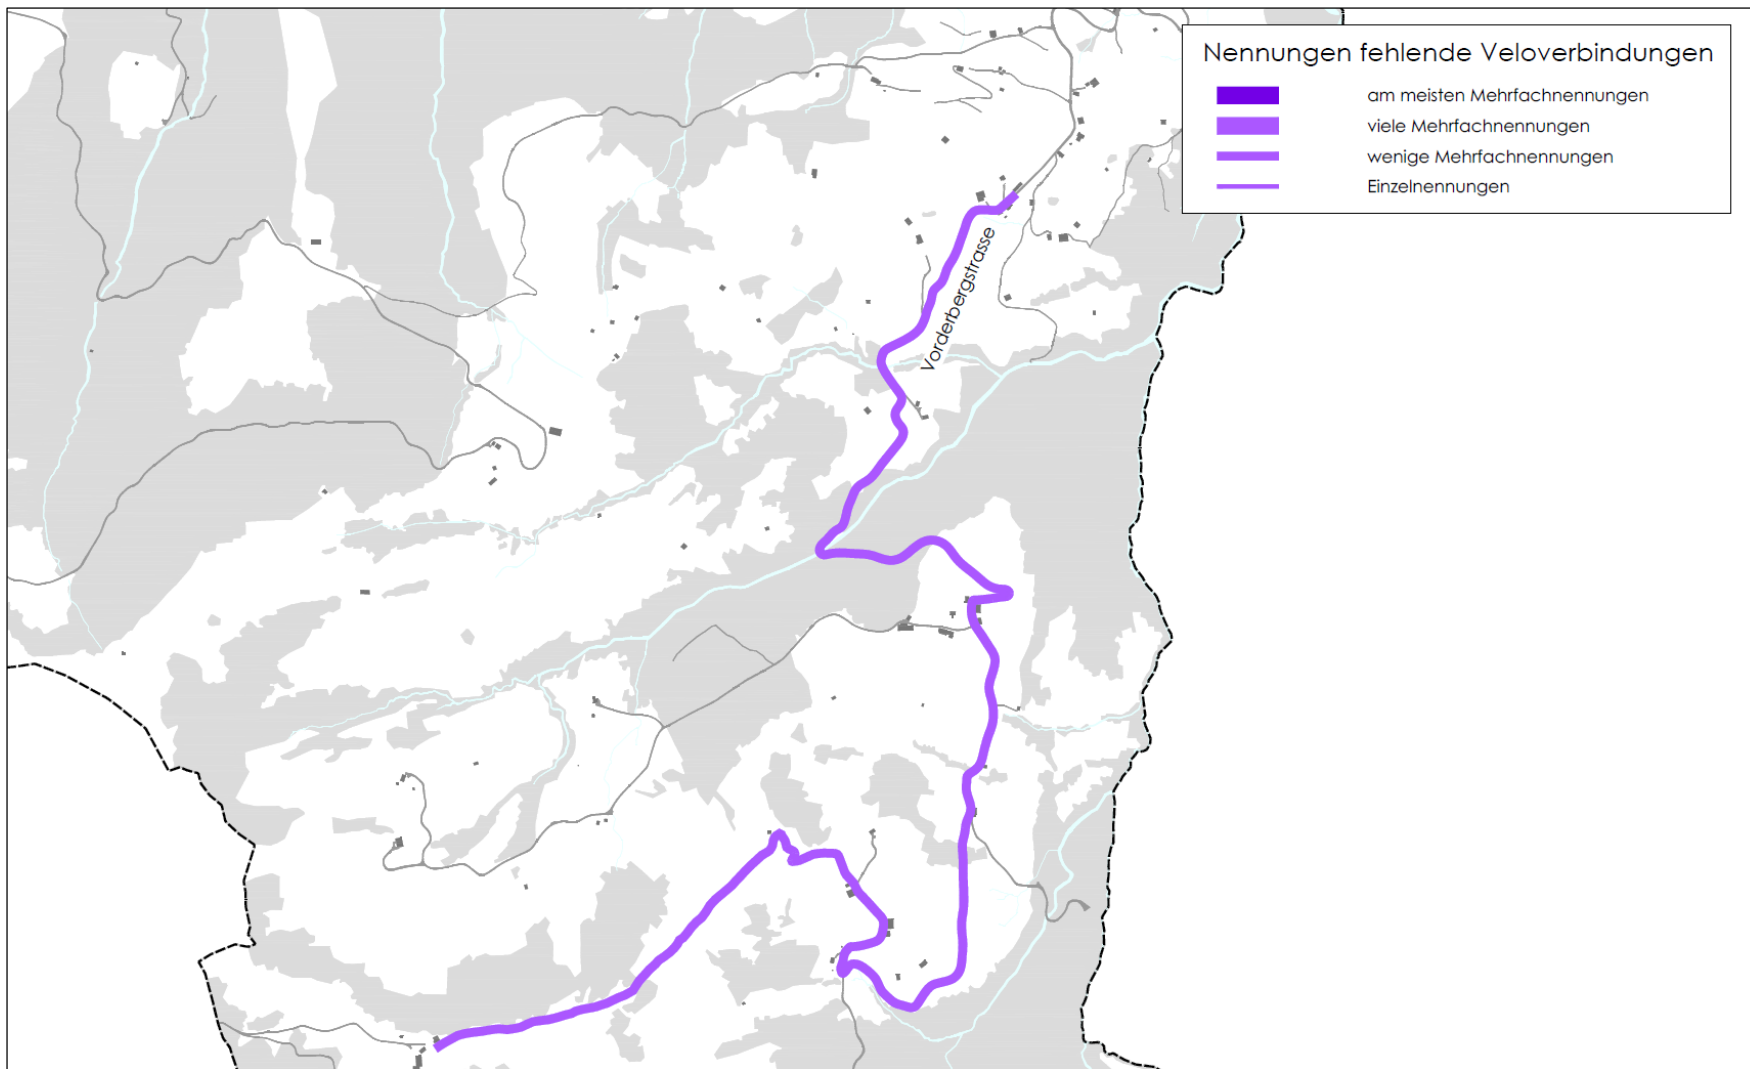 Nennungen fehlende Veloverbindungen
am meisten Mehrfachnennungen
viele Mehrfachnennungen
wenige Mehrfachnennungen
Einzelnennungen
Vorderbergstrasse